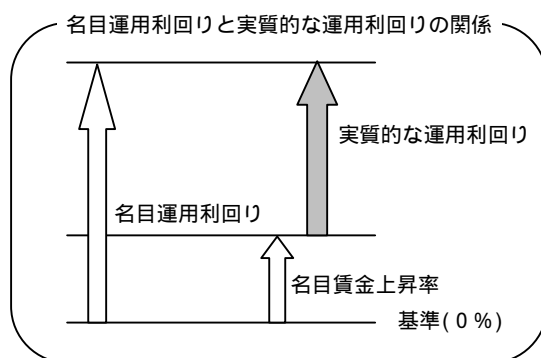 名目運用利回りと実質的な運用利回りの関係
実質的な運用利回り
名目運用利回り
名目賃金上昇率
基準(０%)